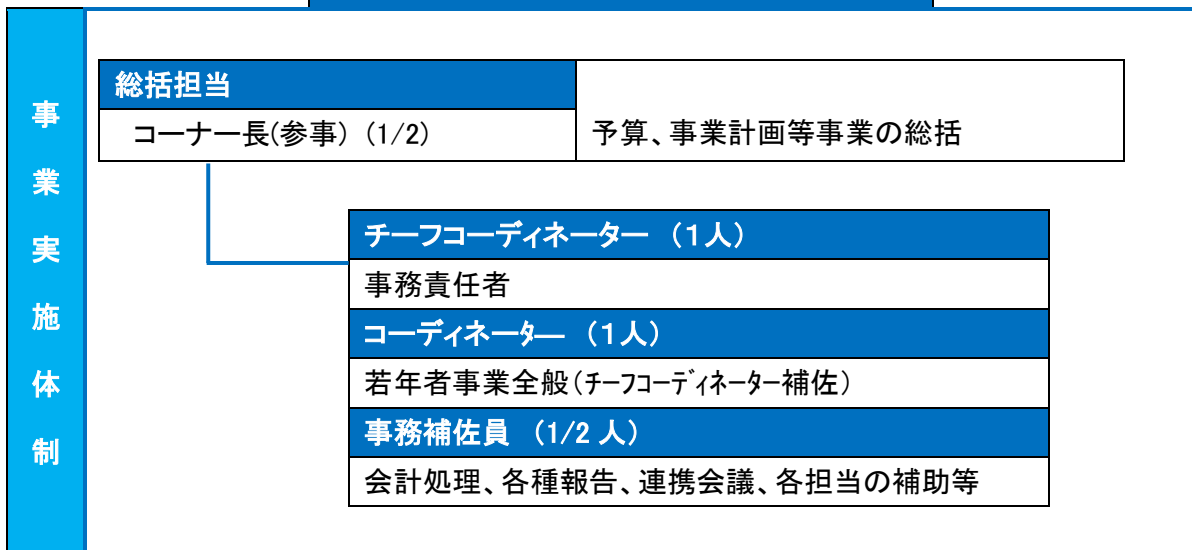 事業実施体制
総括担当
コーナー長(参事) (1/2)
予算、事業計画等事業の総括
チーフコーディネーター (1人)
事務責任者
コーディネータ― (1人)
若年者事業全般(ﾁｰﾌｺｰﾃﾞｨﾈｰﾀｰ補佐)
事務補佐員 (1/2 人)
会計処理、各種報告、連携会議、各担当の補助等